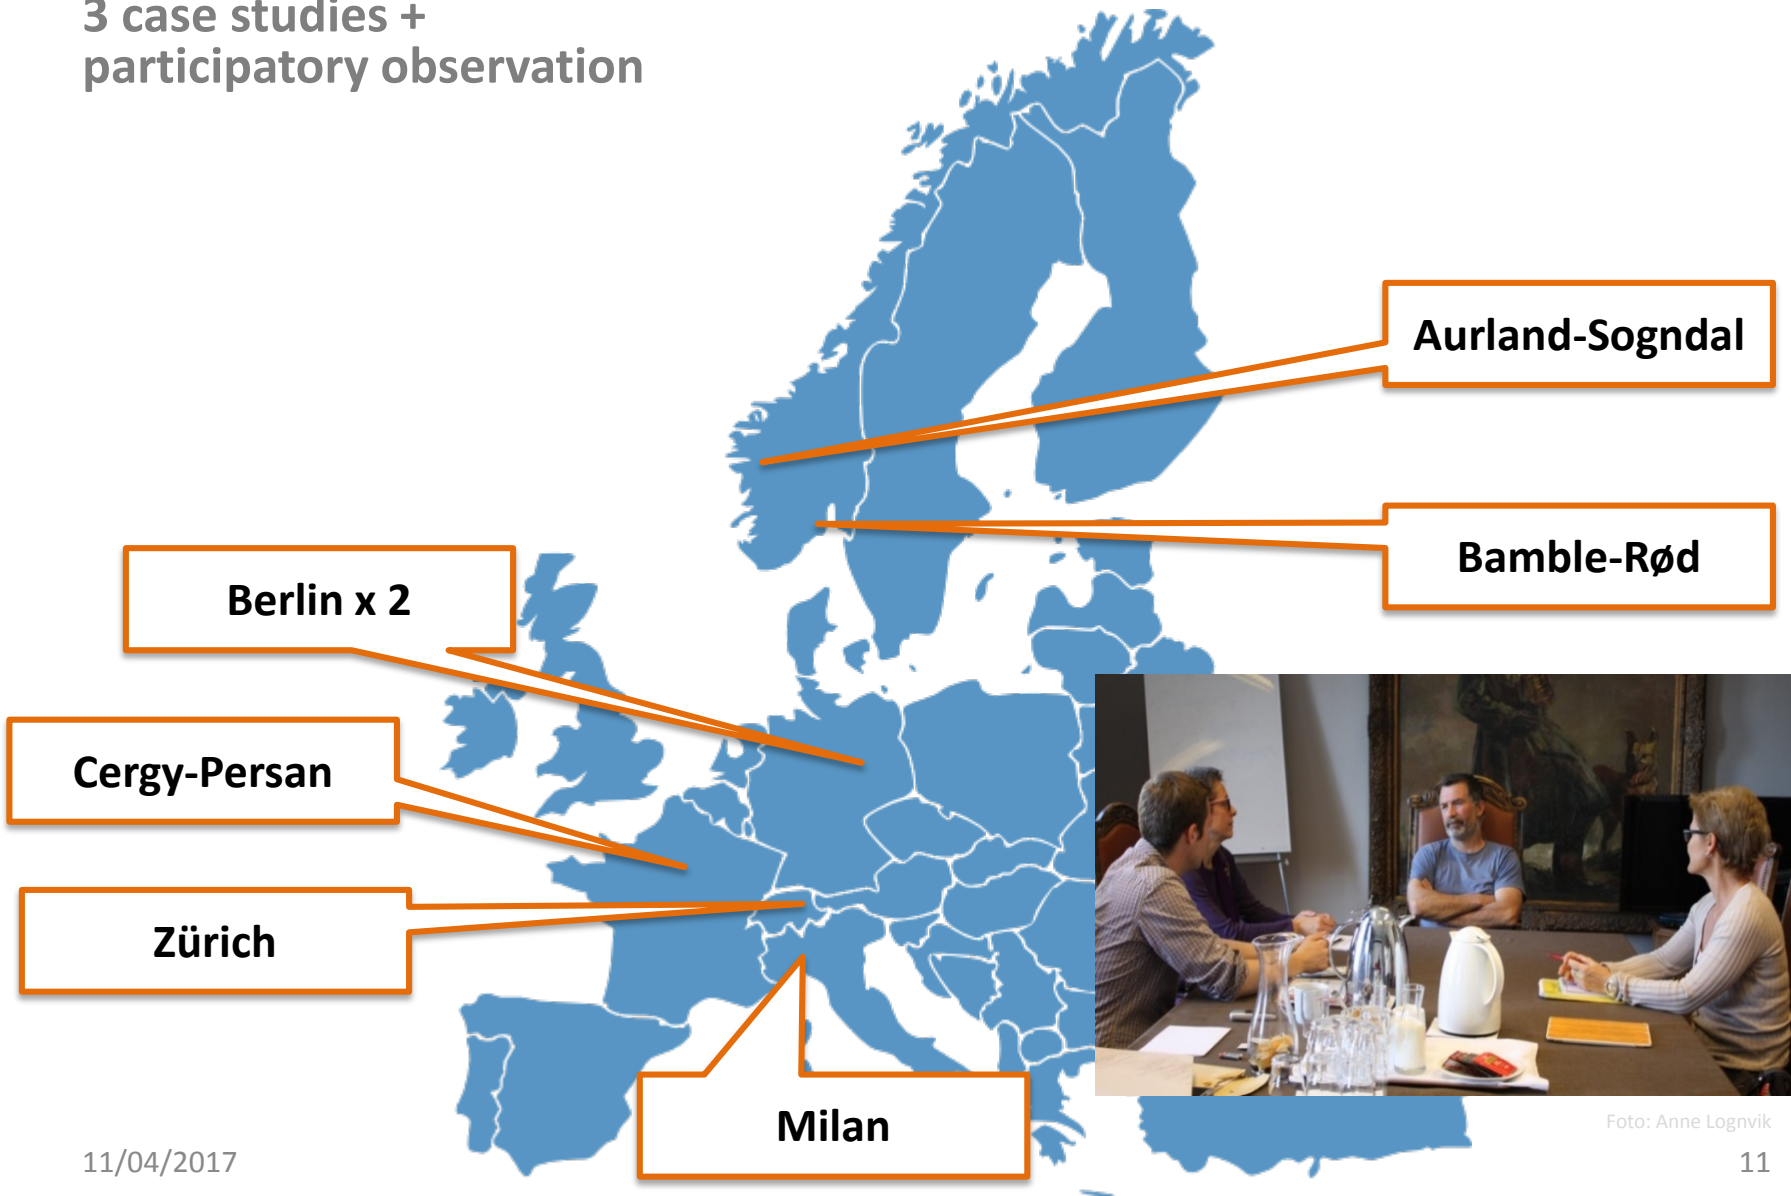 3 case studies +
participatory observation
Aurland-Sogndal
Bamble-Rød
Berlin x 2
Cergy-Persan
Zürich
Milan
Foto: Anne Lognvik
11/04/2017
11